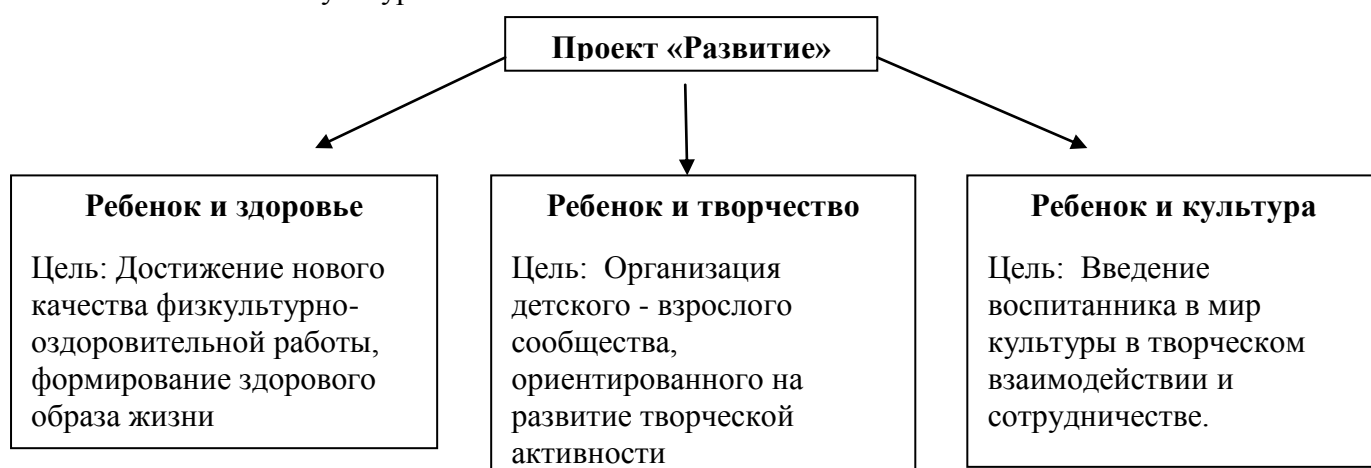 Проект «Развитие»
Ребенок и здоровье
Цель: Достижение нового
качества физкультурно-
оздоровительной работы,
формирование здорового
образа жизни
Ребенок и творчество
Цель: Организация
детского - взрослого
сообщества,
ориентированного на
развитие творческой
активности
Ребенок и культура
Цель: Введение
воспитанника в мир
культуры в творческом
взаимодействии и
сотрудничестве.